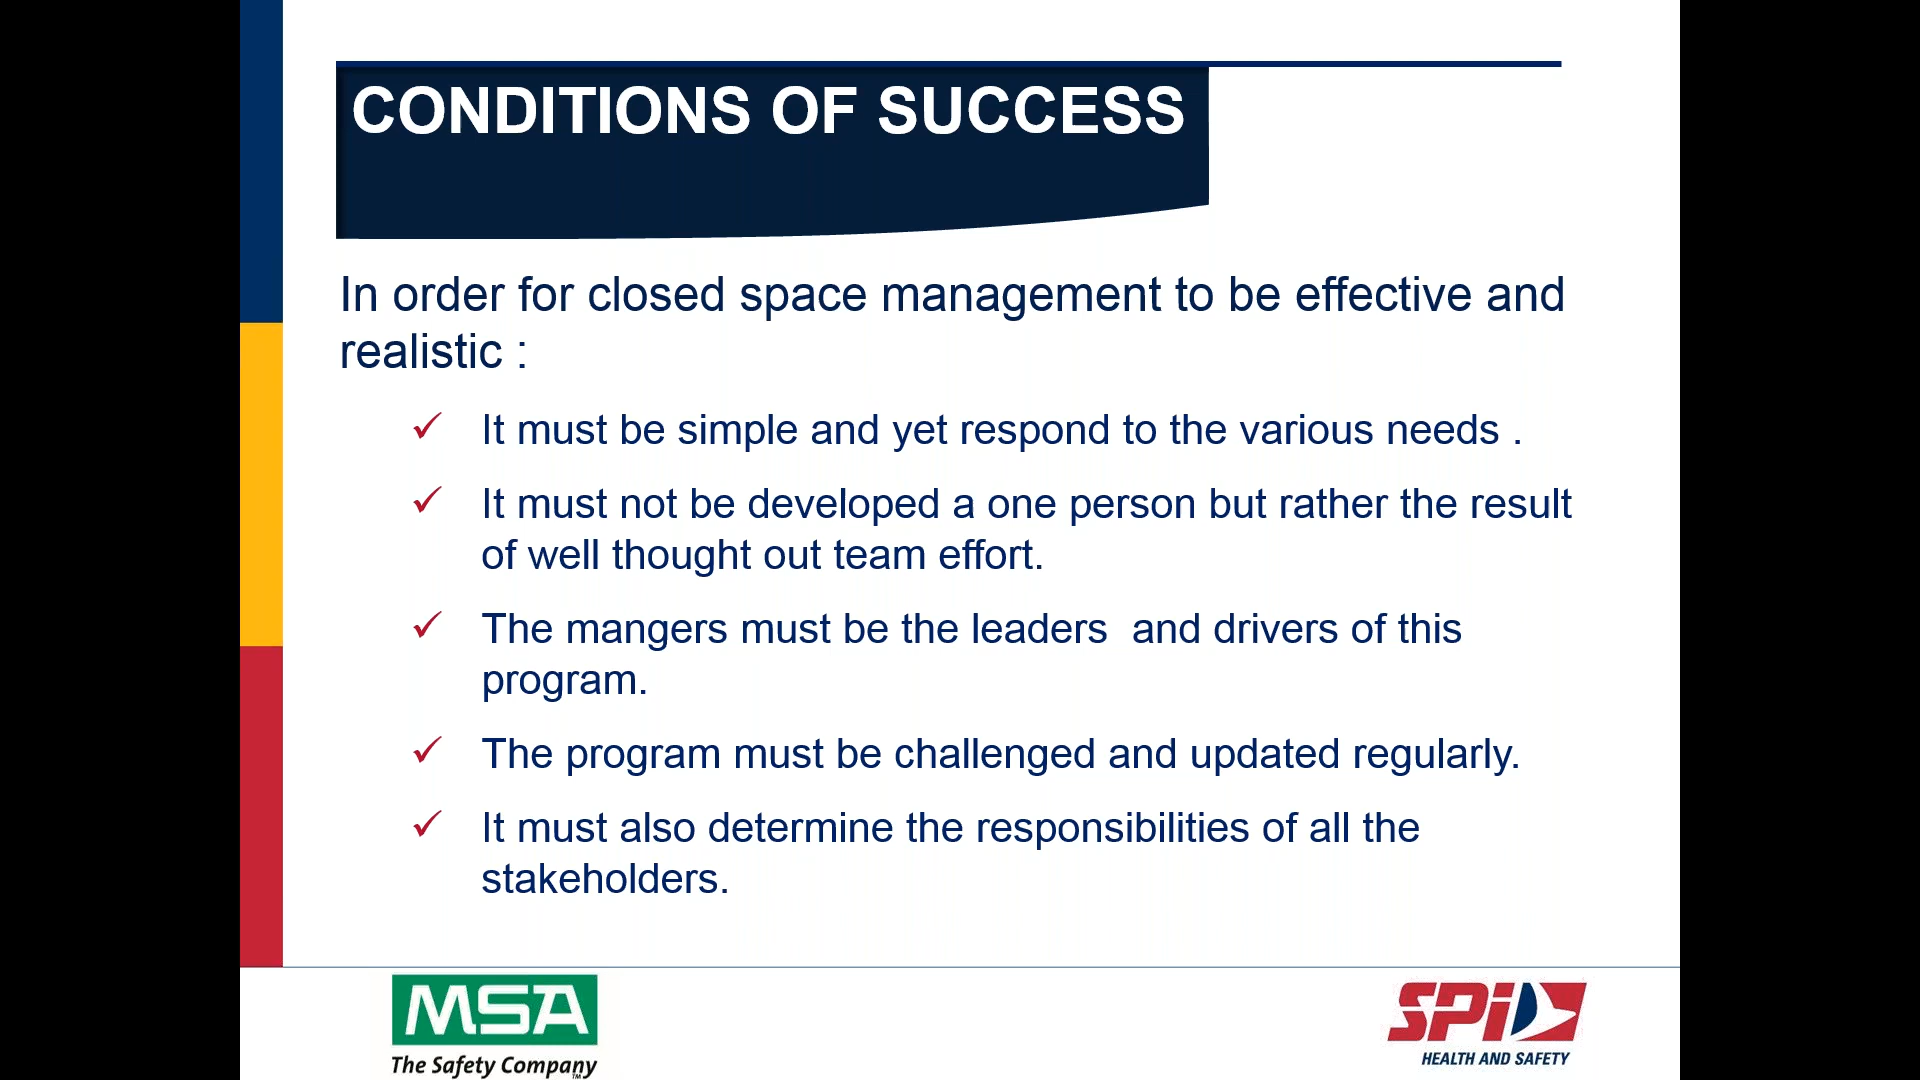 CONDITIONS OF SUCCESS
In order for closed space management to be effective and
realistic :
✓ It must be simple and yet respond to the various needs .
✓ It must not be developed a one person but rather the result
of well thought out team effort.
✓ The mangers must be the leaders  and drivers of this
program.
✓ The program must be challenged and updated regularly.
✓ It must also determine the responsibilities of all the
stakeholders.
MSA
The Safety Company™
SPi
HEALTH AND SAFETY